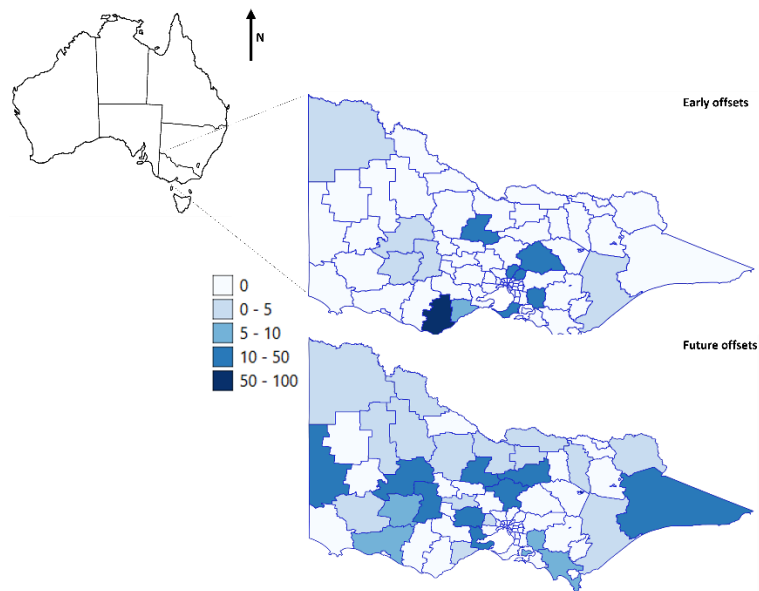 N
Early offsets
0
0 - 5
5 - 10
10 - 50
50 - 100
Future offsets